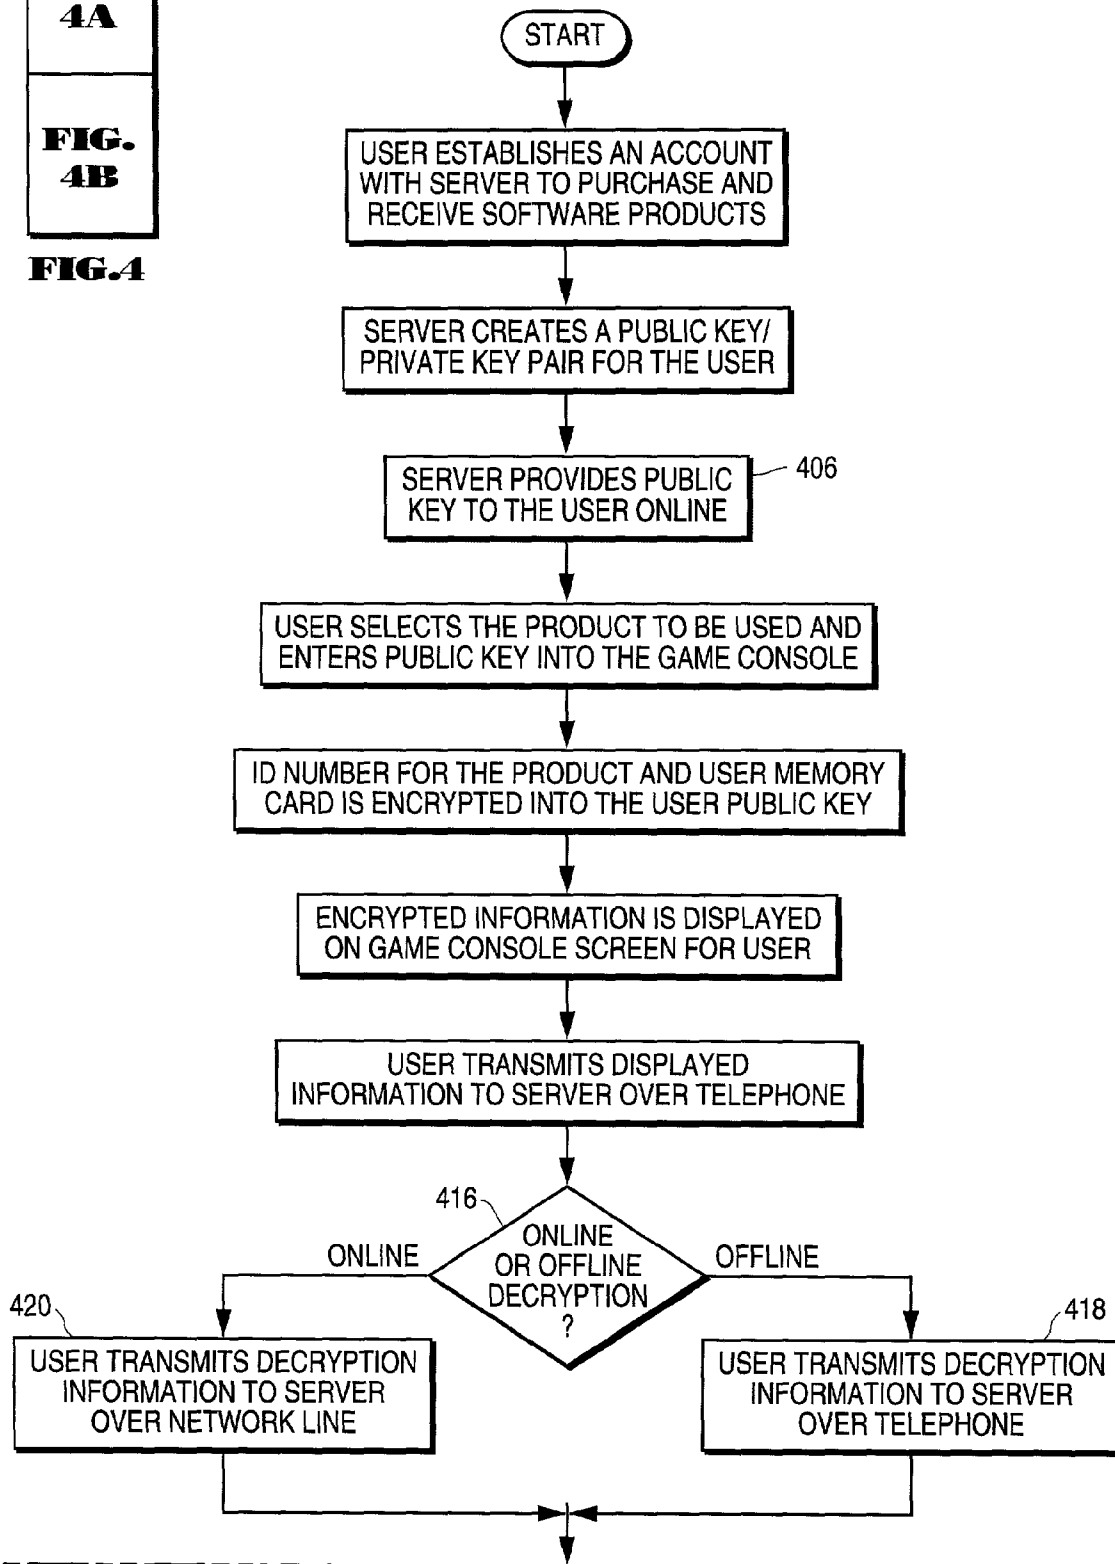 4A
FIG.
4B
FIG.4
START
USER ESTABLISHES AN ACCOUNT
WITH SERVER TO PURCHASE AND
RECEIVE SOFTWARE PRODUCTS
SERVER CREATES A PUBLIC KEY/
PRIVATE KEY PAIR FOR THE USER
SERVER PROVIDES PUBLIC
KEY TO THE USER ONLINE
406
USER SELECTS THE PRODUCT TO BE USED AND
ENTERS PUBLIC KEY INTO THE GAME CONSOLE
ID NUMBER FOR THE PRODUCT AND USER MEMORY
CARD IS ENCRYPTED INTO THE USER PUBLIC KEY
ENCRYPTED INFORMATION IS DISPLAYED
ON GAME CONSOLE SCREEN FOR USER
USER TRANSMITS DISPLAYED
INFORMATION TO SERVER OVER TELEPHONE
416
ONLINE
OR OFFLINE
DECRYPTION
?
ONLINE
OFFLINE
420
USER TRANSMITS DECRYPTION
INFORMATION TO SERVER
OVER NETWORK LINE
418
USER TRANSMITS DECRYPTION
INFORMATION TO SERVER
OVER TELEPHONE